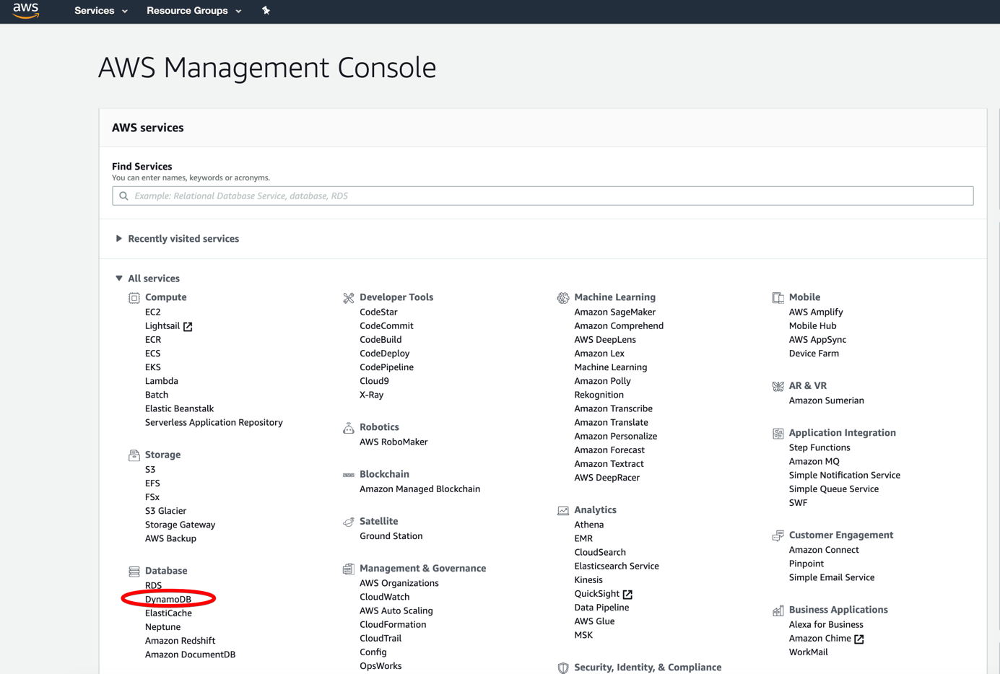 aws
Services
Resource Groups
AWS Management Console
AWS services
Find Services
You can enter names, keywords or acronyms.
Example: Relational Database Service, database, RDS
Recently visited services
All services
Compute
EC2
Lightsail
ECR
ECS
EKS
Lambda
Batch
Elastic Beanstalk
Serverless Application Repository
Storage
S3
EFS
FSx
S3 Glacier
Storage Gateway
AWS Backup
Database
RDS
DynamoDB
ElastiCache
Neptune
Amazon Redshift
Amazon DocumentDB
Developer Tools
CodeStar
CodeCommit
CodeBuild
CodeDeploy
CodePipeline
Cloud9
X-Ray
Robotics
AWS RoboMaker
Blockchain
Amazon Managed Blockchain
Satellite
Ground Station
Management & Governance
AWS Organizations
CloudWatch
AWS Auto Scaling
CloudFormation
CloudTrail
Config
OpsWorks
Machine Learning
Amazon SageMaker
Amazon Comprehend
AWS DeepLens
Amazon Lex
Machine Learning
Amazon Polly
Rekognition
Amazon Transcribe
Amazon Translate
Amazon Personalize
Amazon Forecast
Amazon Textract
AWS DeepRacer
Analytics
Athena
EMR
CloudSearch
Elasticsearch Service
Kinesis
QuickSight
Data Pipeline
AWS Glue
MSK
Security, Identity, & Compliance
Mobile
AWS Amplify
Mobile Hub
AWS AppSync
Device Farm
AR & VR
Amazon Sumerian
Application Integration
Step Functions
Amazon MQ
Simple Notification Service
Simple Queue Service
SWF
Customer Engagement
Amazon Connect
Pinpoint
Simple Email Service
Business Applications
Alexa for Business
Amazon Chime
WorkMail